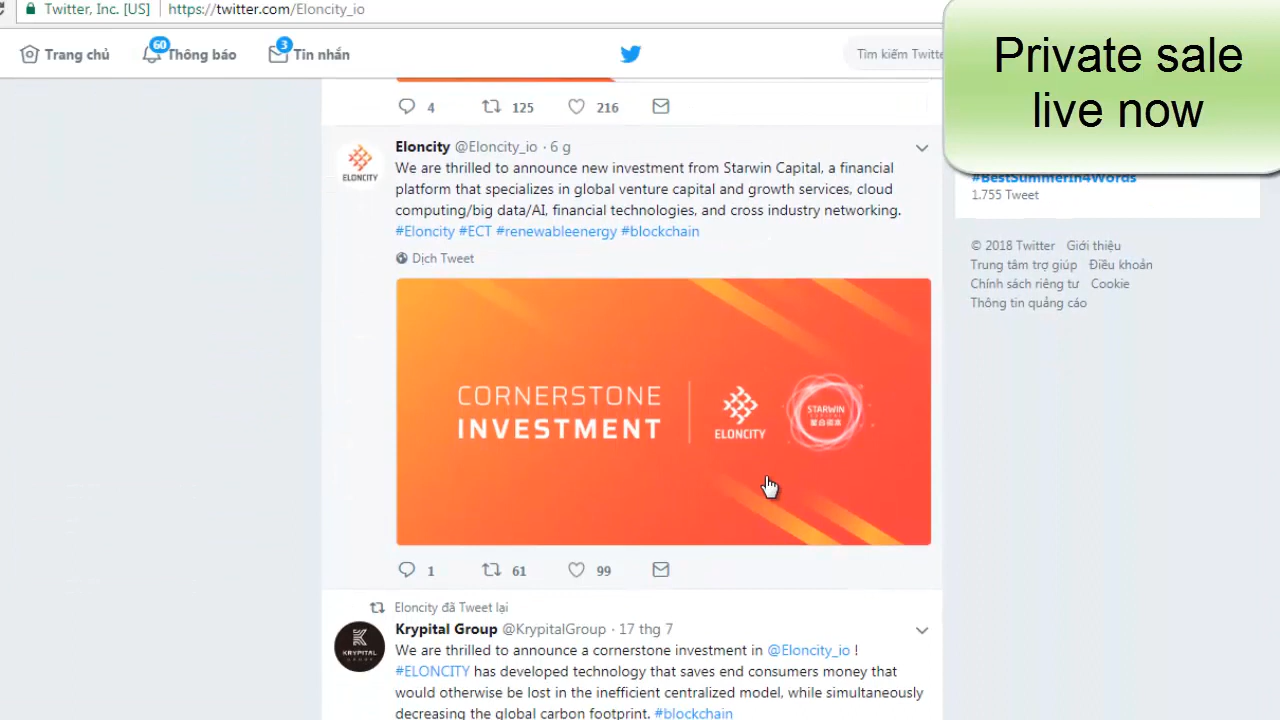 Twitter, Inc. [US]
https://twitter.com/Eloncity_io
Trang chủ
60
Thông báo
3
Tin nhắn
Tìm kiếm Twitte
Private sale
live now
4
125
216
Eloncity @Eloncity_io · 6 g
We are thrilled to announce new investment from Starwin Capital, a financial
platform that specializes in global venture capital and growth services, cloud
computing/big data/AI, financial technologies, and cross industry networking.
#Eloncity #ECT #renewableenergy #blockchain
Dịch Tweet
ELONCITY
CORNERSTONE
INVESTMENT
ELONCITY
STARWIN
CAPITAL
1
61
99
Eloncity đã Tweet lại
Krypital Group @KrypitalGroup · 17 thg 7
We are thrilled to announce a cornerstone investment in @Eloncity_io !
#ELONCITY has developed technology that saves end consumers money that
would otherwise be lost in the inefficient centralized model, while simultaneously
decreasing the global carbon footprint. #blockchain
KRYPITAL
GROUP
#BestSummerIn4Words
1.755 Tweet
© 2018 Twitter Giới thiệu
Trung tâm trợ giúp Điều khoản
Chính sách riêng tư Cookie
Thông tin quảng cáo